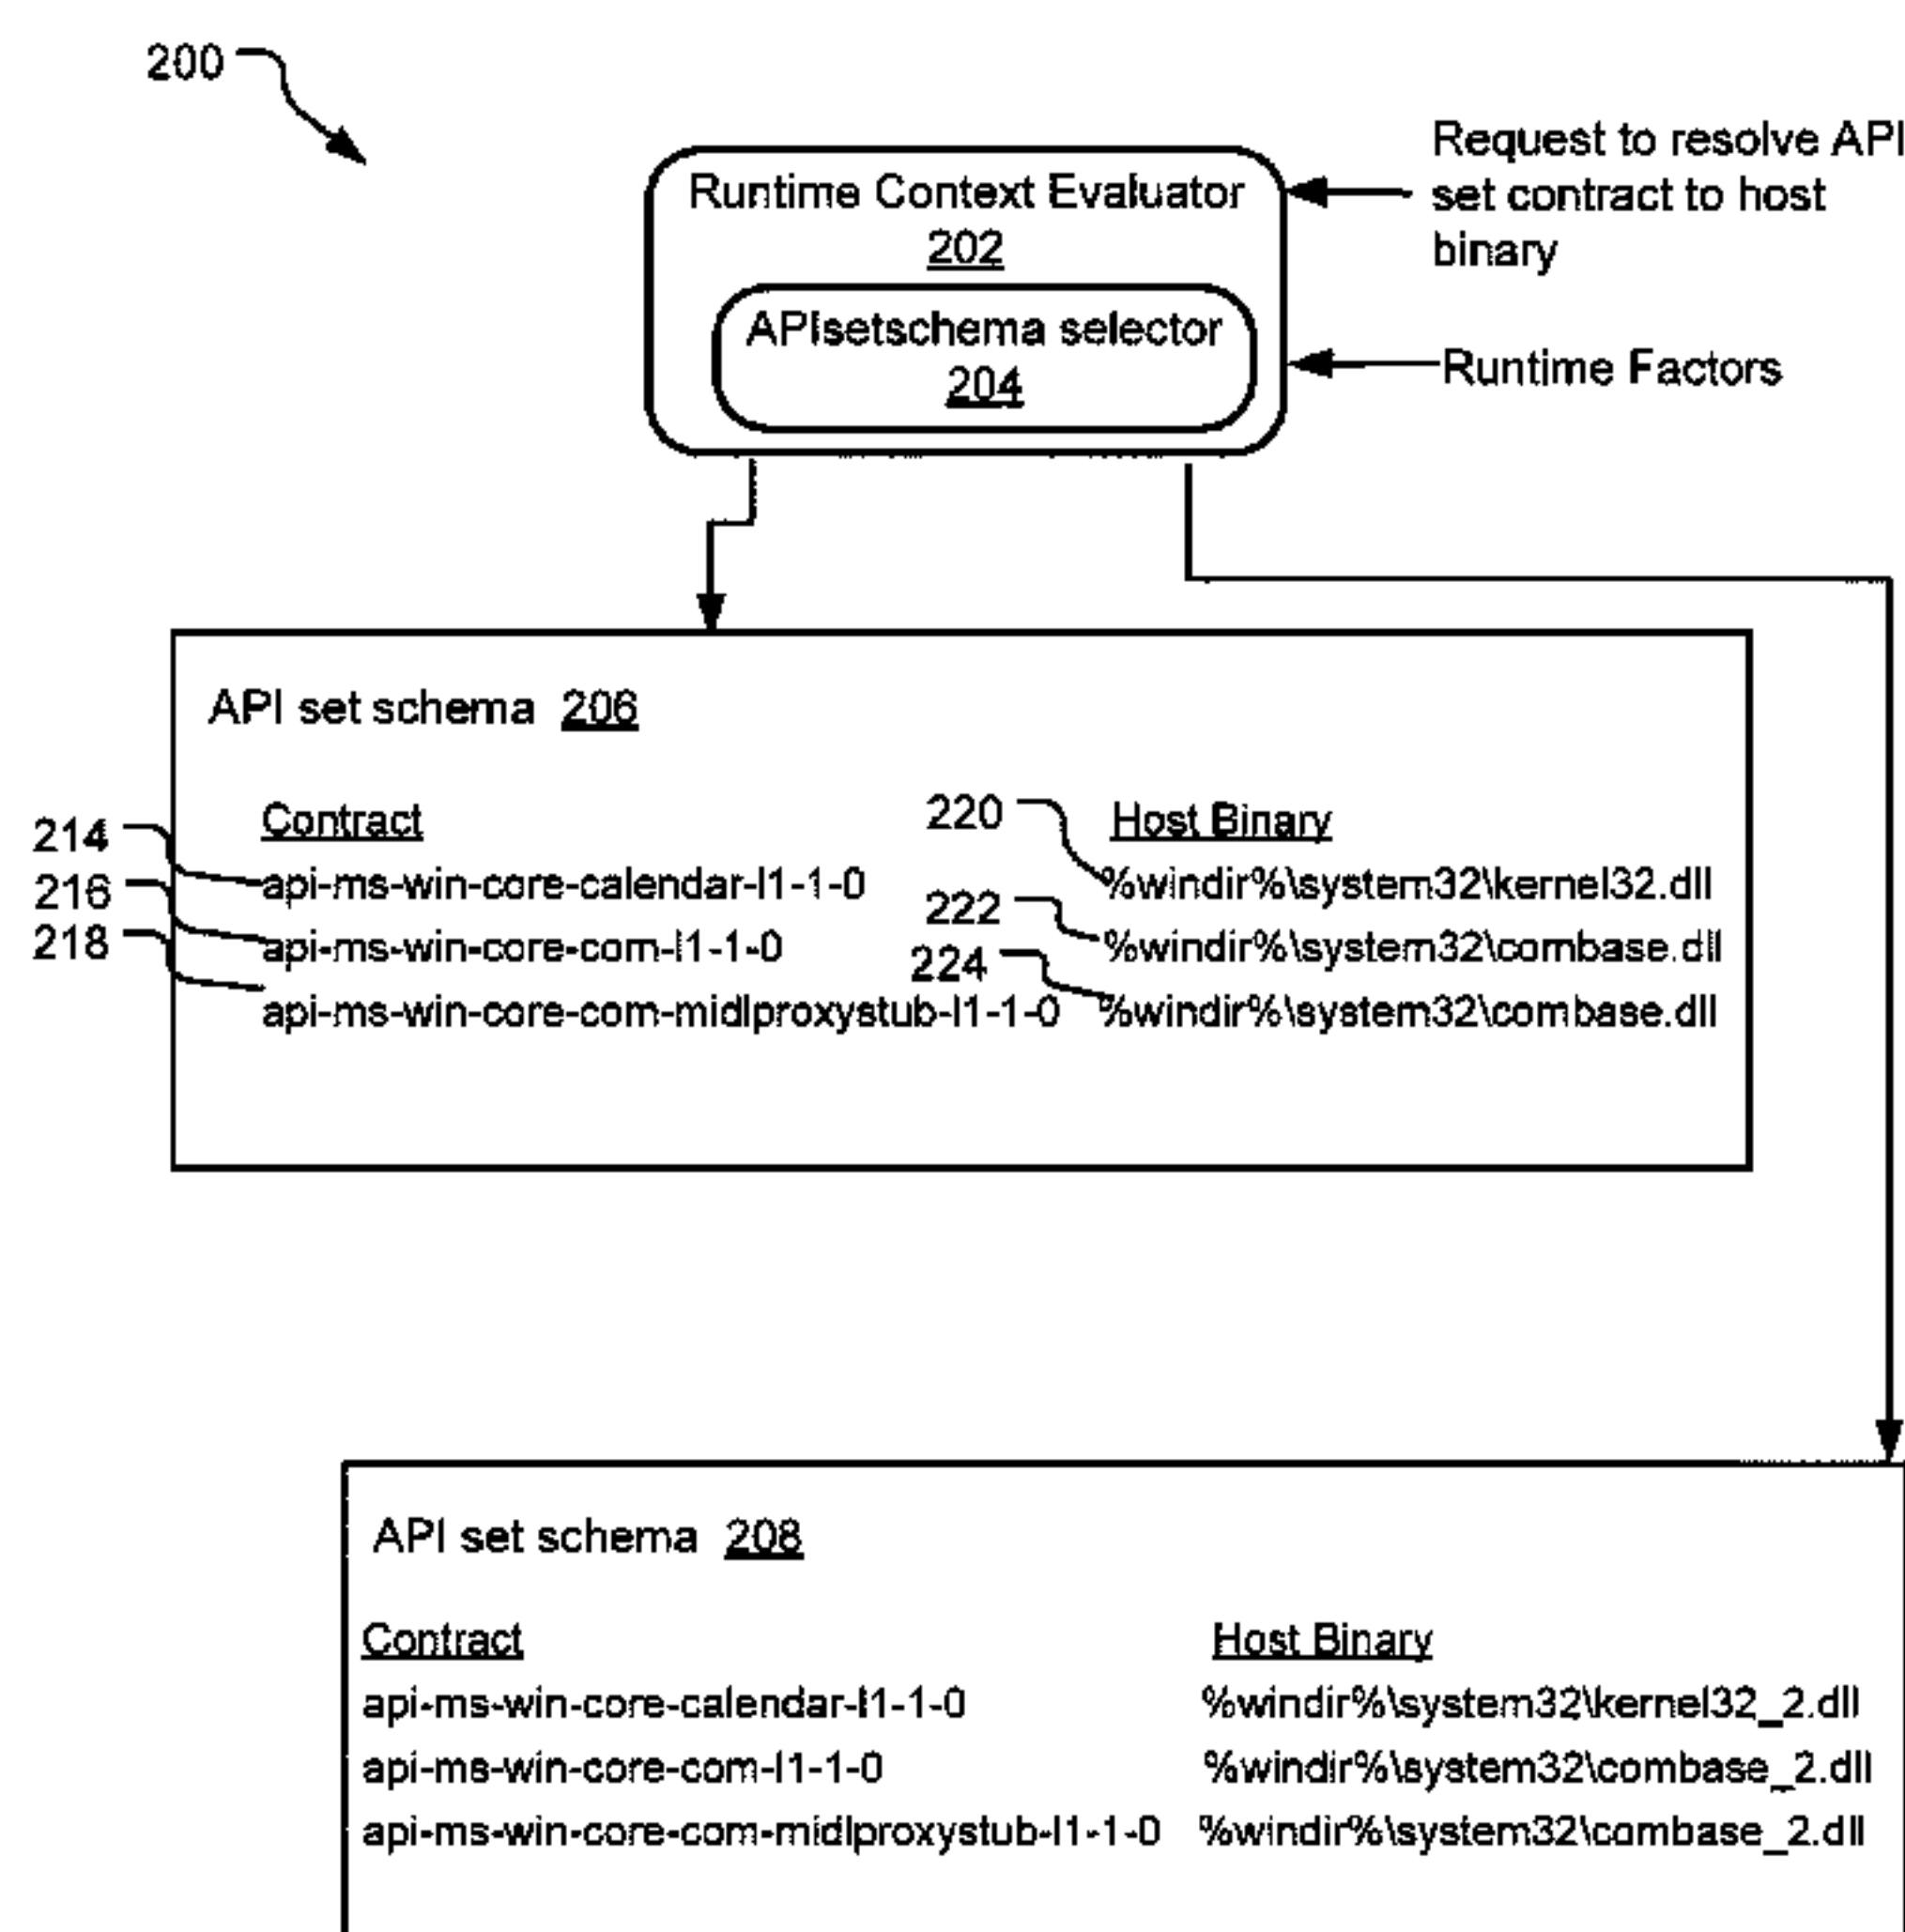 200
Request to resolve API
set contract to host
binary
Runtime Context Evaluator
202
APIsetschema selector
204
Runtime Factors
API set schema 206
Contract
Host Binary
214
220
api-ms-win-core-calendar-l1-1-0
%windir%\system32\kernel32.dll
216
222
api-ms-win-core-com-l1-1-0
%windir%\system32\combase.dll
218
224
api-ms-win-core-com-midlproxystub-l1-1-0
%windir%\system32\combase.dll
API set schema 208
Contract
Host Binary
api-ms-win-core-calendar-l1-1-0
%windir%\system32\kernel32_2.dll
api-ms-win-core-com-l1-1-0
%windir%\system32\combase_2.dll
api-ms-win-core-com-midlproxystub-l1-1-0
%windir%\system32\combase_2.dll